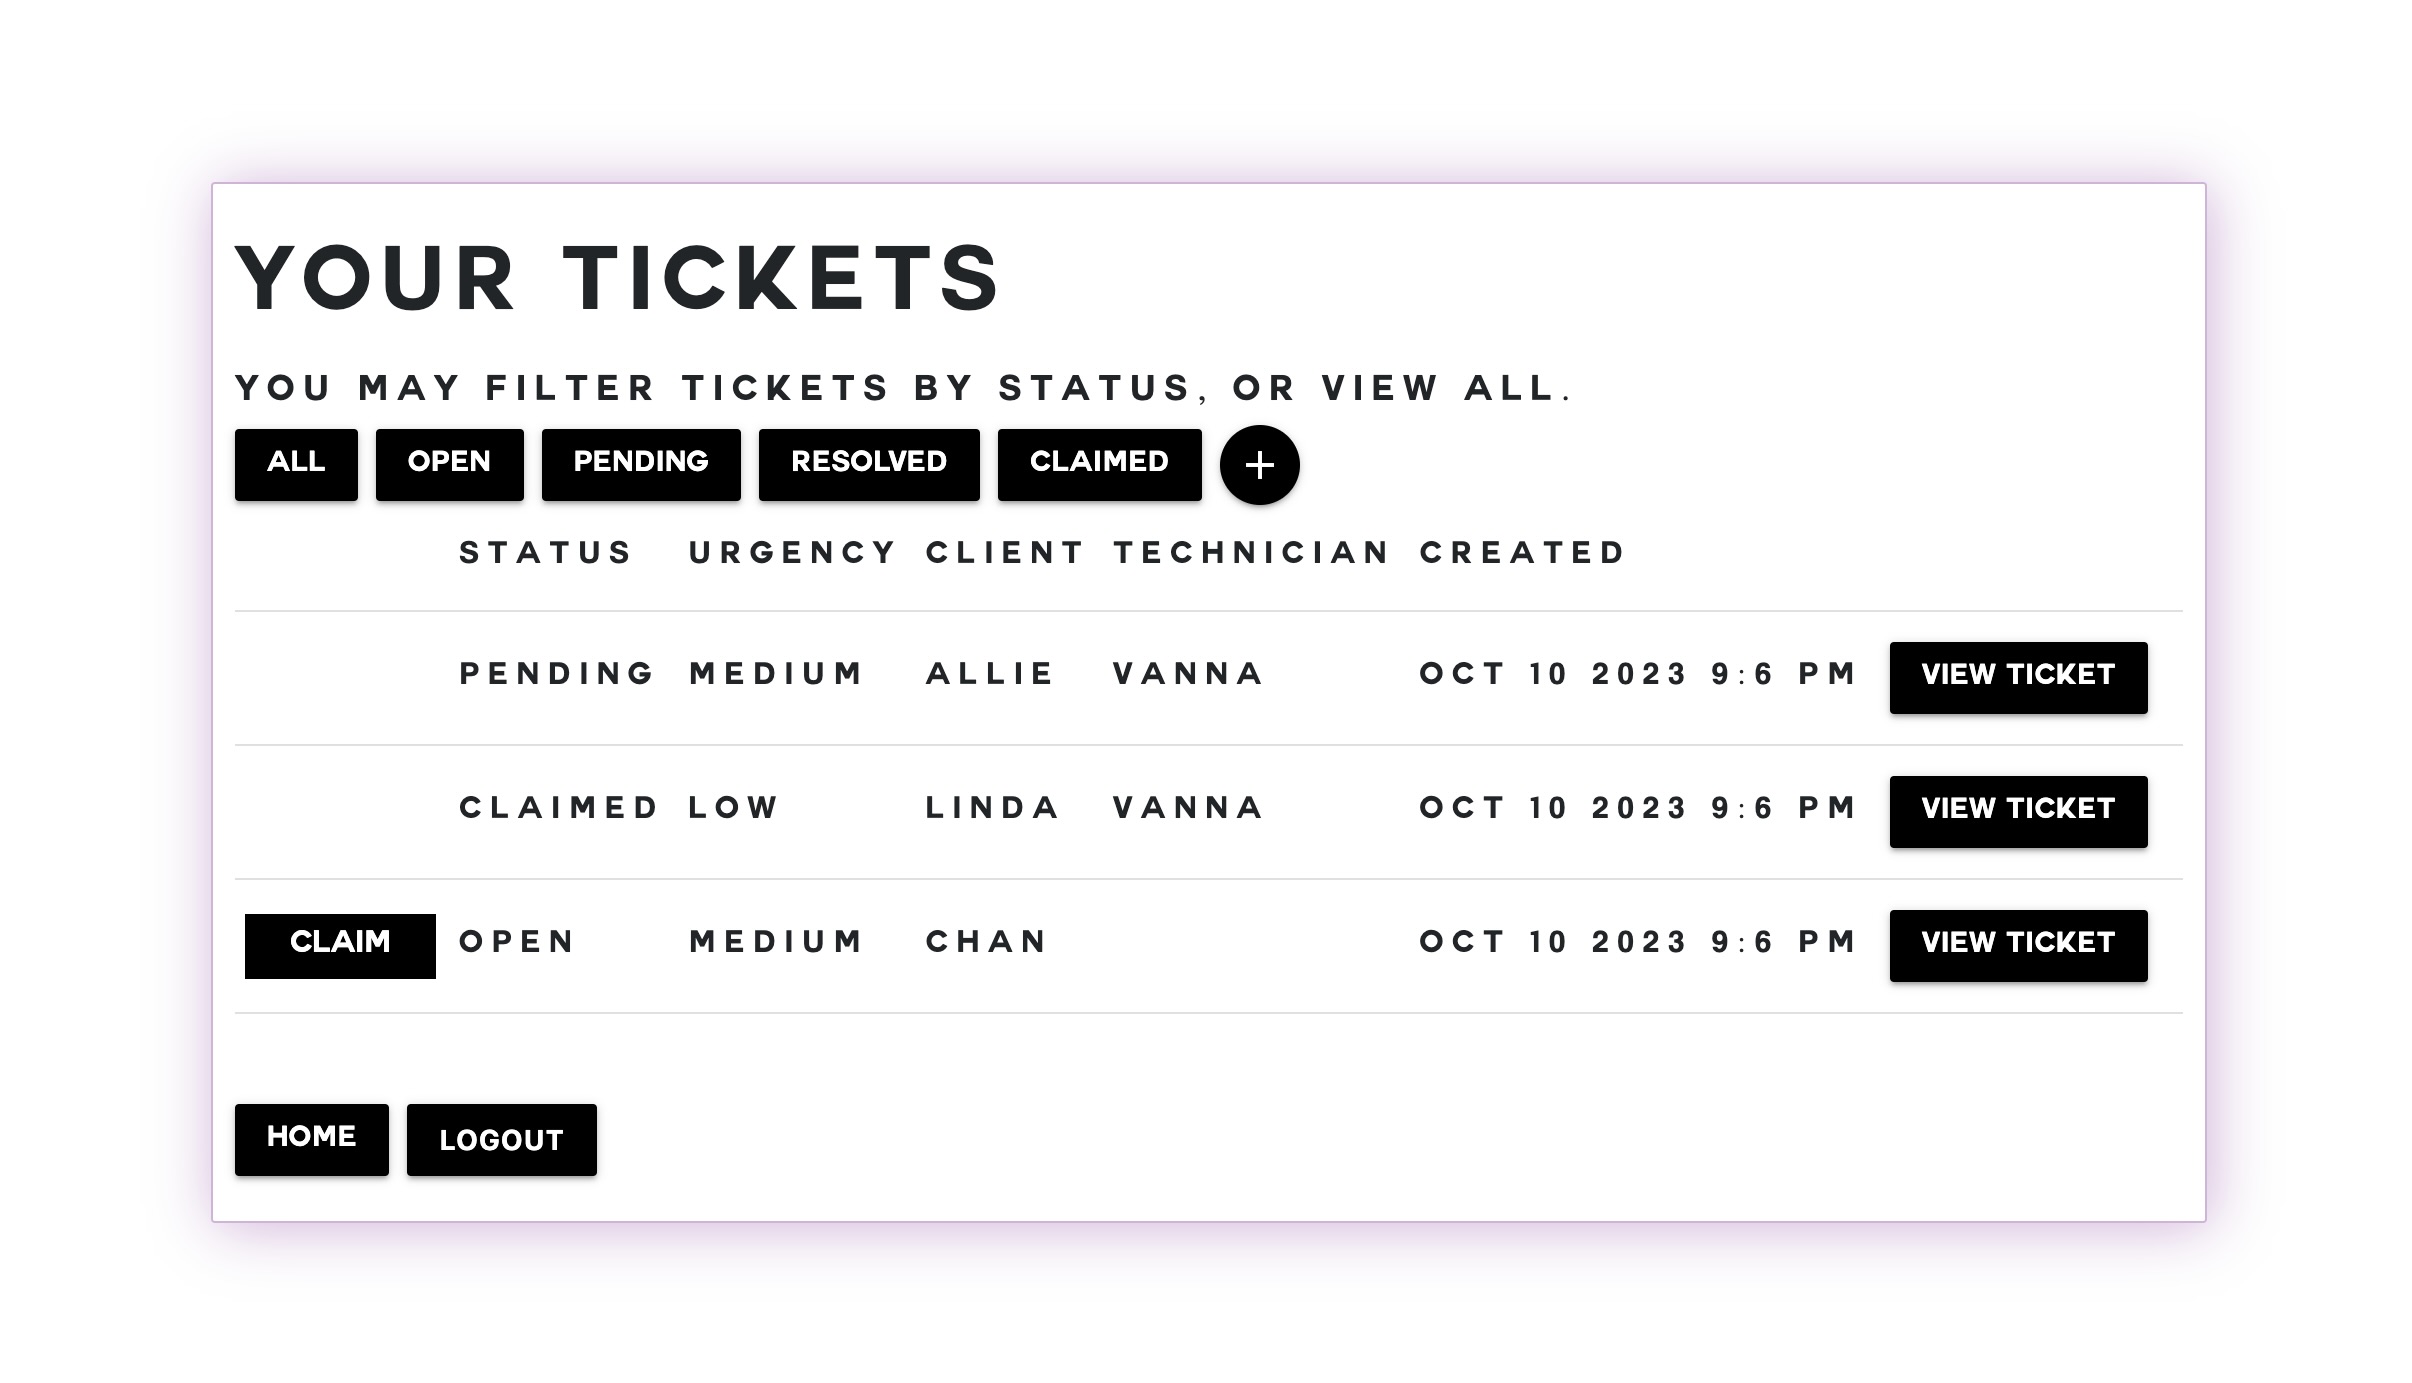 YOUR TICKETS
YOU MAY FILTER TICKETS BY STATUS, OR VIEW ALL.
ALL OPEN PENDING RESOLVED CLAIMED +
STATUS URGENCY CLIENT TECHNICIAN CREATED
PENDING MEDIUM ALLIE VANNA OCT 10 2023 9:6 PM VIEW TICKET
CLAIMED LOW LINDA VANNA OCT 10 2023 9:6 PM VIEW TICKET
CLAIM OPEN MEDIUM CHAN OCT 10 2023 9:6 PM VIEW TICKET
HOME LOGOUT